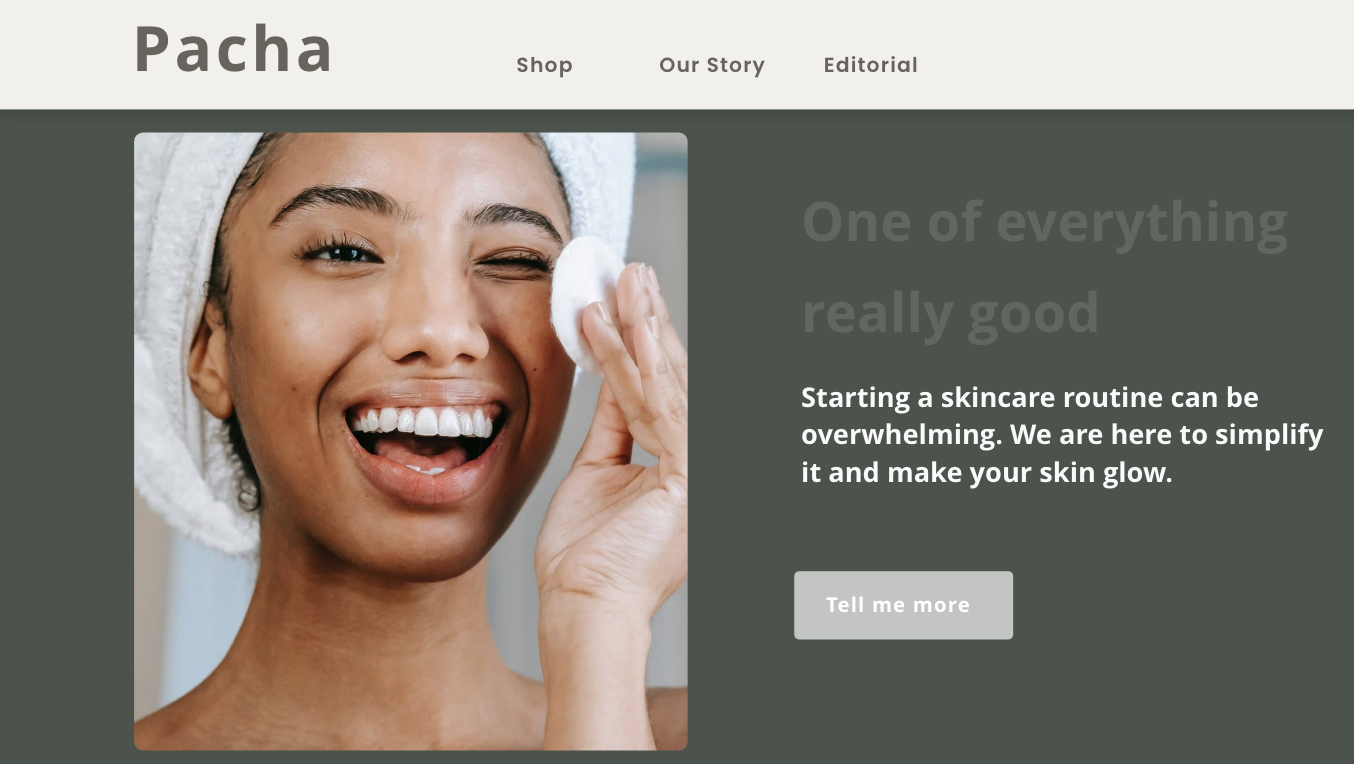 Pacha
Shop
Our Story
Editorial
One of everything
really good
Starting a skincare routine can be
overwhelming. We are here to simplify
it and make your skin glow.
Tell me more